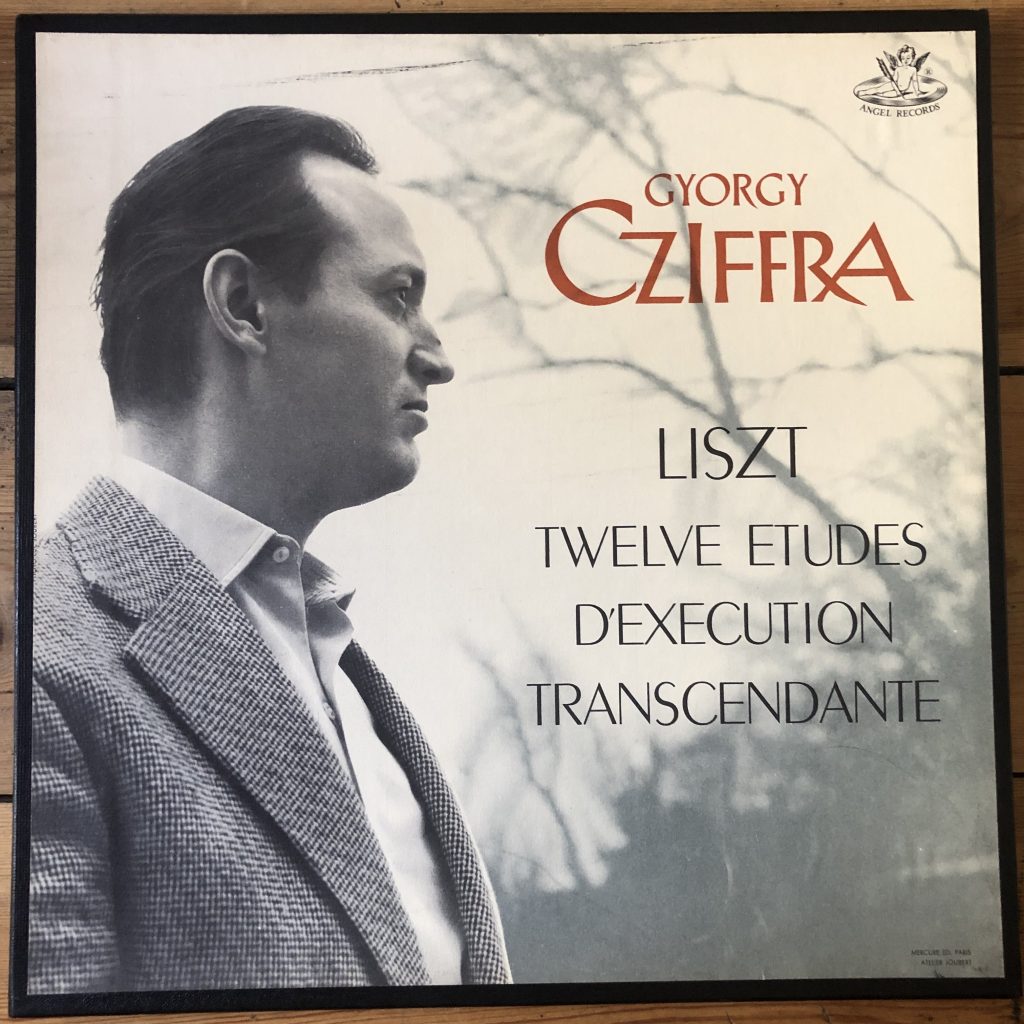 ®
ANGEL RECORDS
GYORGY
CZIFFRA
LISZT
TWELVE ETUDES
D'EXECUTION
TRANSCENDANTE
MERCURE ED. PARIS
ATELIER JOUBERT